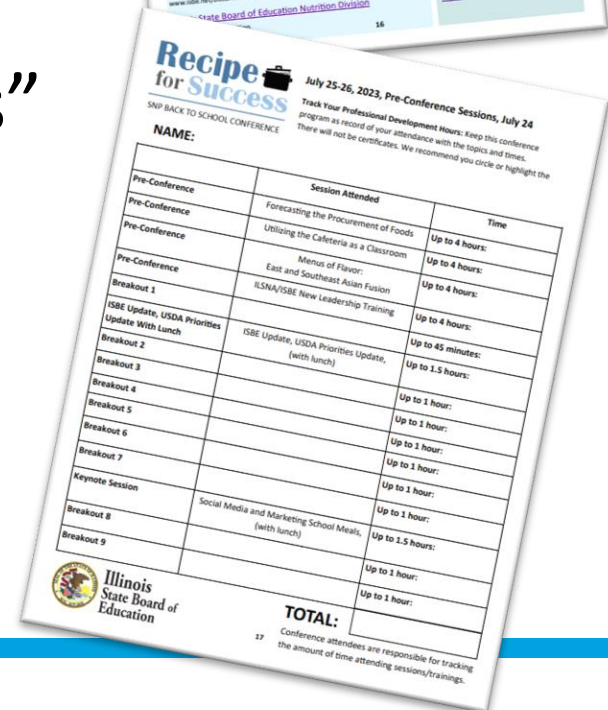 State Board of Education Nutrition Division
16
s”
Recipe
for Success
SNP BACK TO SCHOOL CONFERENCE
July 25-26, 2023, Pre-Conference Sessions, July 24
Track Your Professional Development Hours: Keep this conference
program as record of your attendance with the topics and times.
There will not be certificates. We recommend you circle or highlight the
NAME:
Session Attended
Time
Pre-Conference
Forecasting the Procurement of Foods
Up to 4 hours:
Pre-Conference
Utilizing the Cafeteria as a Classroom
Up to 4 hours:
Pre-Conference
Menus of Flavor:
East and Southeast Asian Fusion
Up to 4 hours:
Pre-Conference
ILSNA/ISBE New Leadership Training
Up to 4 hours:
Breakout 1
Up to 45 minutes:
ISBE Update, USDA Priorities
Update With Lunch
ISBE Update, USDA Priorities Update,
(with lunch)
Up to 1.5 hours:
Breakout 2
Up to 1 hour:
Breakout 3
Up to 1 hour:
Breakout 4
Up to 1 hour:
Breakout 5
Up to 1 hour:
Breakout 6
Up to 1 hour:
Breakout 7
Up to 1 hour:
Keynote Session
Social Media and Marketing School Meals,
(with lunch)
Up to 1.5 hours:
Breakout 8
Up to 1 hour:
Breakout 9
Up to 1 hour:
Illinois
State Board of
Education
TOTAL:
17
Conference attendees are responsible for tracking
the amount of time attending sessions/trainings.